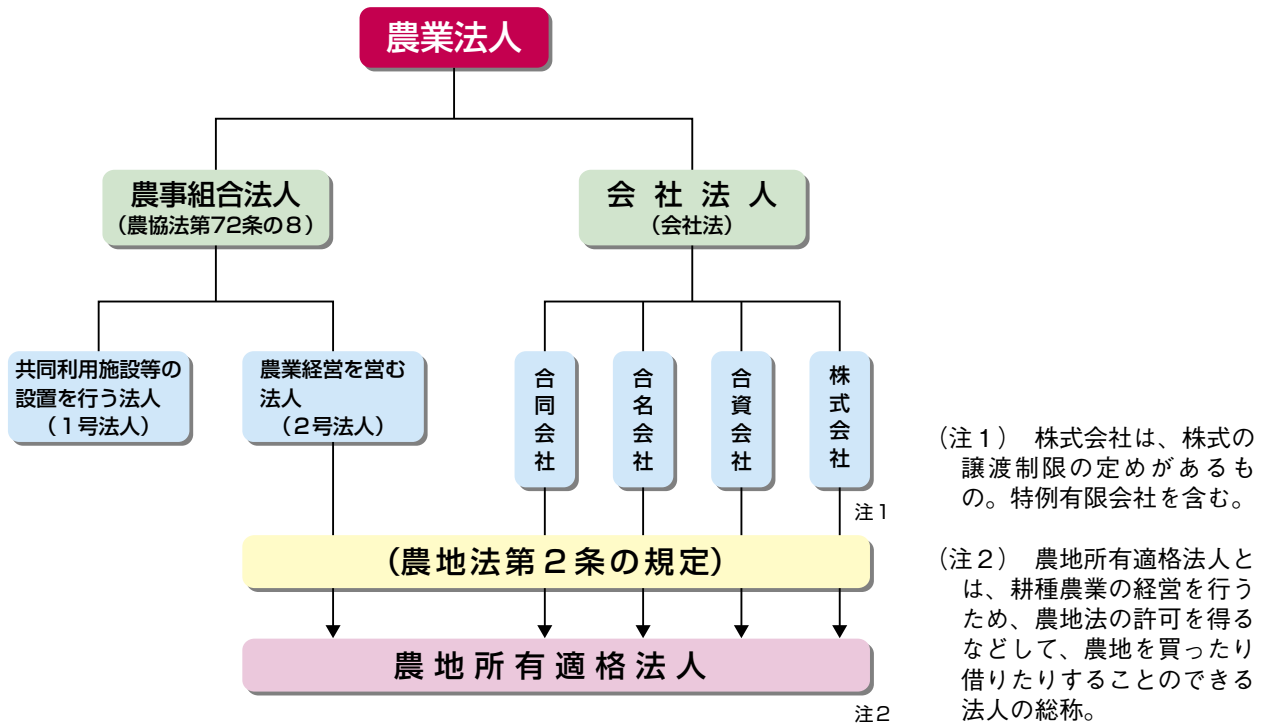 農業法人
農事組合法人
(農協法第72条の8)
会社法人
(会社法)
共同利用施設等の
設置を行う法人
(1号法人)
農業経営を営む
法人
(2号法人)
合同会社
合名会社
合資会社
株式会社
注1
(農地法第2条の規定)
農地所有適格法人
注2
(注1) 株式会社は、株式の
譲渡制限の定めがあるも
の。特例有限会社を含む。
(注2) 農地所有適格法人と
は、耕種農業の経営を行う
ため、農地法の許可を得る
などして、農地を買ったり
借りたりすることのできる
法人の総称。